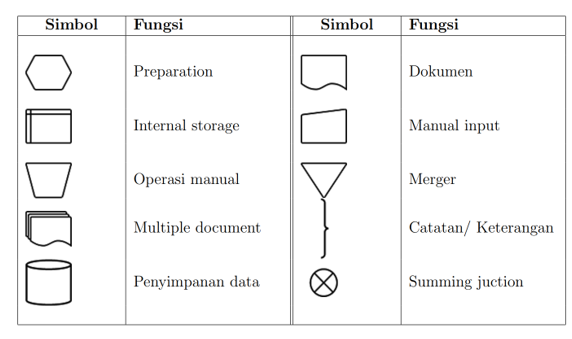 Simbol Fungsi Simbol Fungsi
Preparation Dokumen
Internal storage Manual input
Operasi manual Merger
Multiple document Catatan/ Keterangan
Penyimpanan data Summing juction